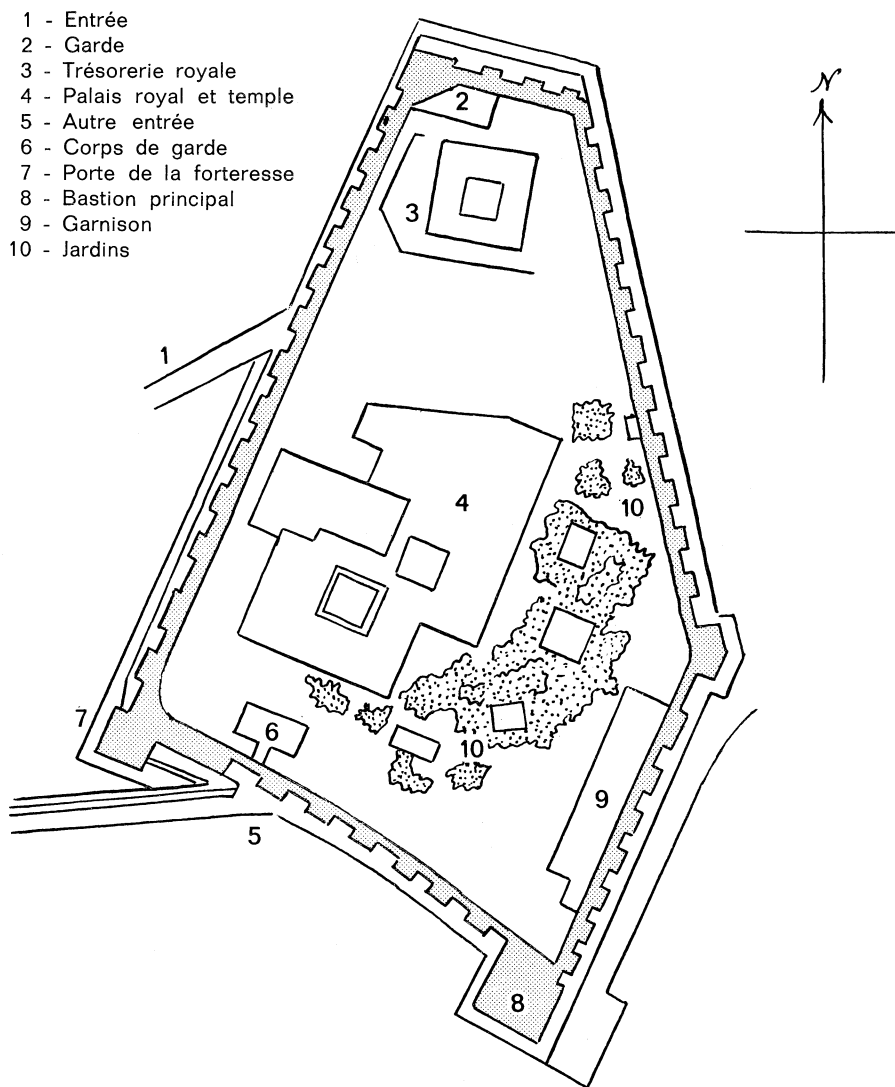 1 - Entrée
2 - Garde
3 - Trésorerie royale
4 - Palais royal et temple
5 - Autre entrée
6 - Corps de garde
7 - Porte de la forteresse
8 - Bastion principal
9 - Garnison
10 - Jardins
N
2
3
1
4
10
7
6
10
9
5
8